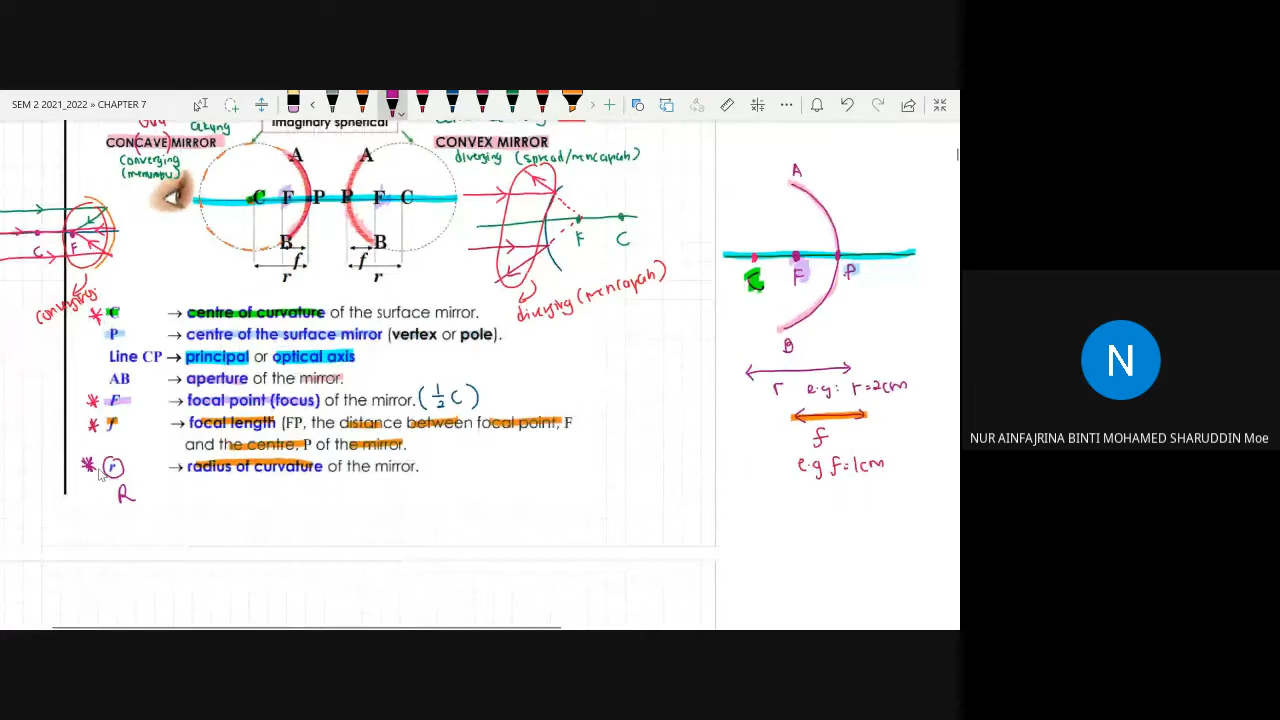 SEM 2 2021_2022 » CHAPTER 7
cekung
Imaginary spherical
CONCAVE MIRROR
CONVEX MIRROR
converging
(menumpu)
diverging (spread/mencapah)
A
A
C F P
P F C
B
B
f
f
r
r
C
F
converging
F
C
diverging (mencapah)
* C → centre of curvature of the surface mirror.
P → centre of the surface mirror (vertex or pole).
Line CP → principal or optical axis
AB → aperture of the mirror.
* F → focal point (focus) of the mirror. (½ C)
* f → focal length (FP, the distance between focal point, F
and the centre, P of the mirror.
* r → radius of curvature of the mirror.
R
A
C
F
P
B
r e.g: r=2cm
f
e.g f=1cm
N
NUR AINFAJRINA BINTI MOHAMED SHARUDDIN Moe